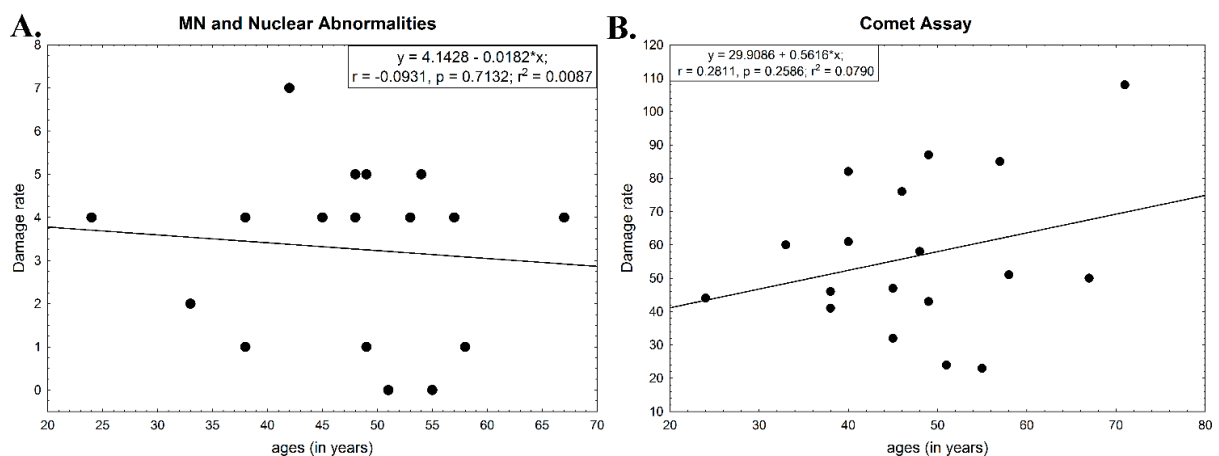 A.
MN and Nuclear Abnormalities
y = 4.1428 - 0.0182*x;
r = -0.0931, p = 0.7132; r² = 0.0087
8
7
6
5
4
3
2
1
0
Damage rate
20 25 30 35 40 45 50 55 60 65 70
ages (in years)
B.
Comet Assay
y = 29.9086 + 0.5616*x;
r = 0.2811, p = 0.2586; r² = 0.0790
120
110
100
90
80
70
60
50
40
30
20
10
Damage rate
20 30 40 50 60 70 80
ages (in years)